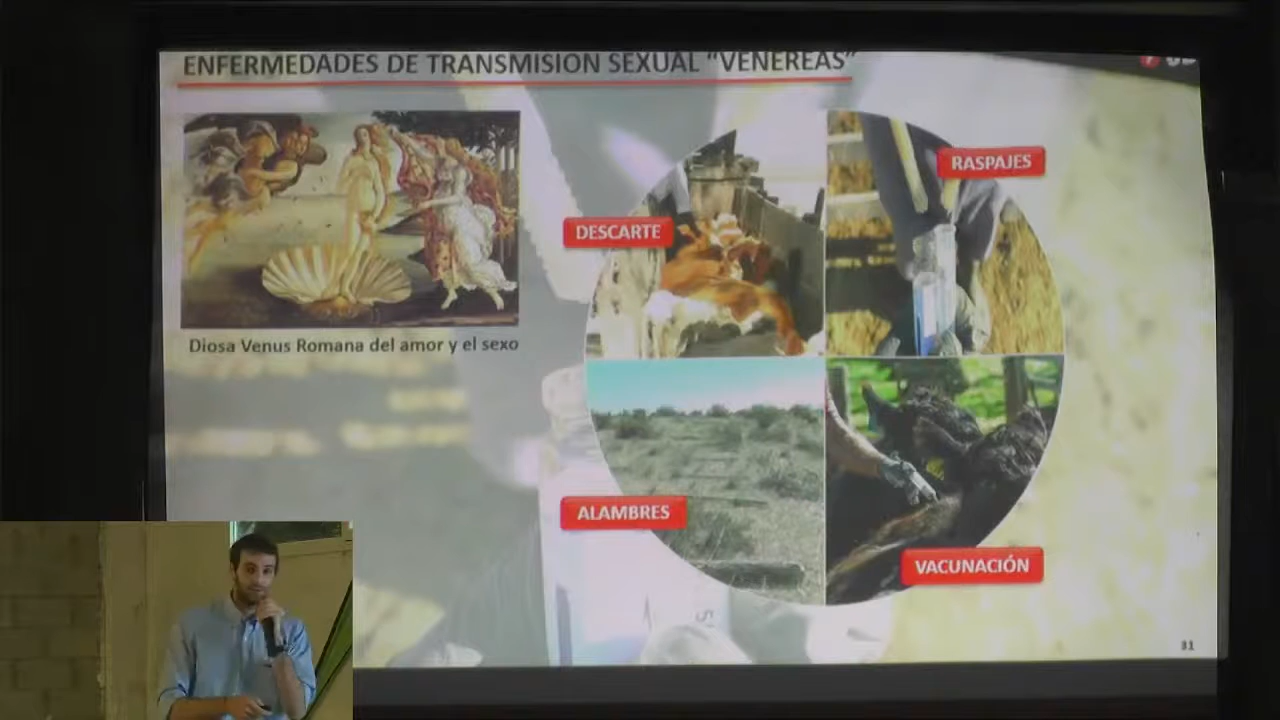 ENFERMEDADES DE TRANSMISION SEXUAL "VENEREAS"
RASPAJES
DESCARTE
Diosa Venus Romana del amor y el sexo
ALAMBRES
VACUNACIÓN
31